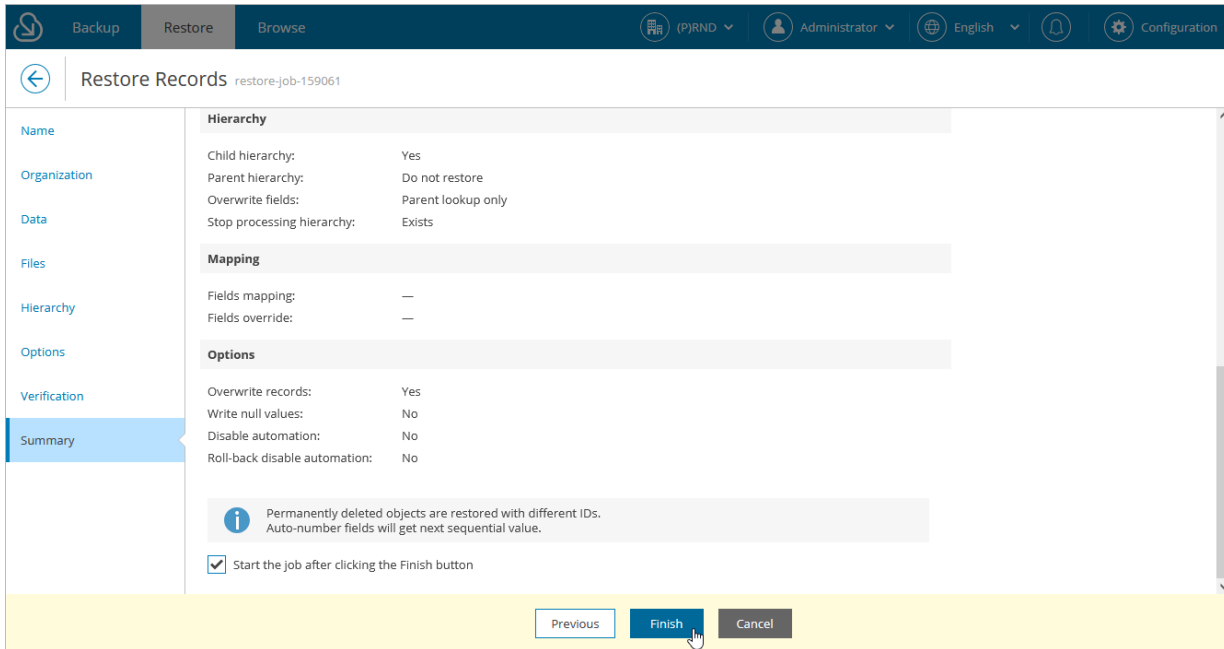 Backup Restore Browse (P)RND Administrator English Configuration
Restore Records restore-job-159061
Name
Organization
Data
Files
Hierarchy
Options
Verification
Summary
Hierarchy
Child hierarchy: Yes
Parent hierarchy: Do not restore
Overwrite fields: Parent lookup only
Stop processing hierarchy: Exists
Mapping
Fields mapping: —
Fields override: —
Options
Overwrite records: Yes
Write null values: No
Disable automation: No
Roll-back disable automation: No
Permanently deleted objects are restored with different IDs.
Auto-number fields will get next sequential value.
Start the job after clicking the Finish button
Previous Finish Cancel